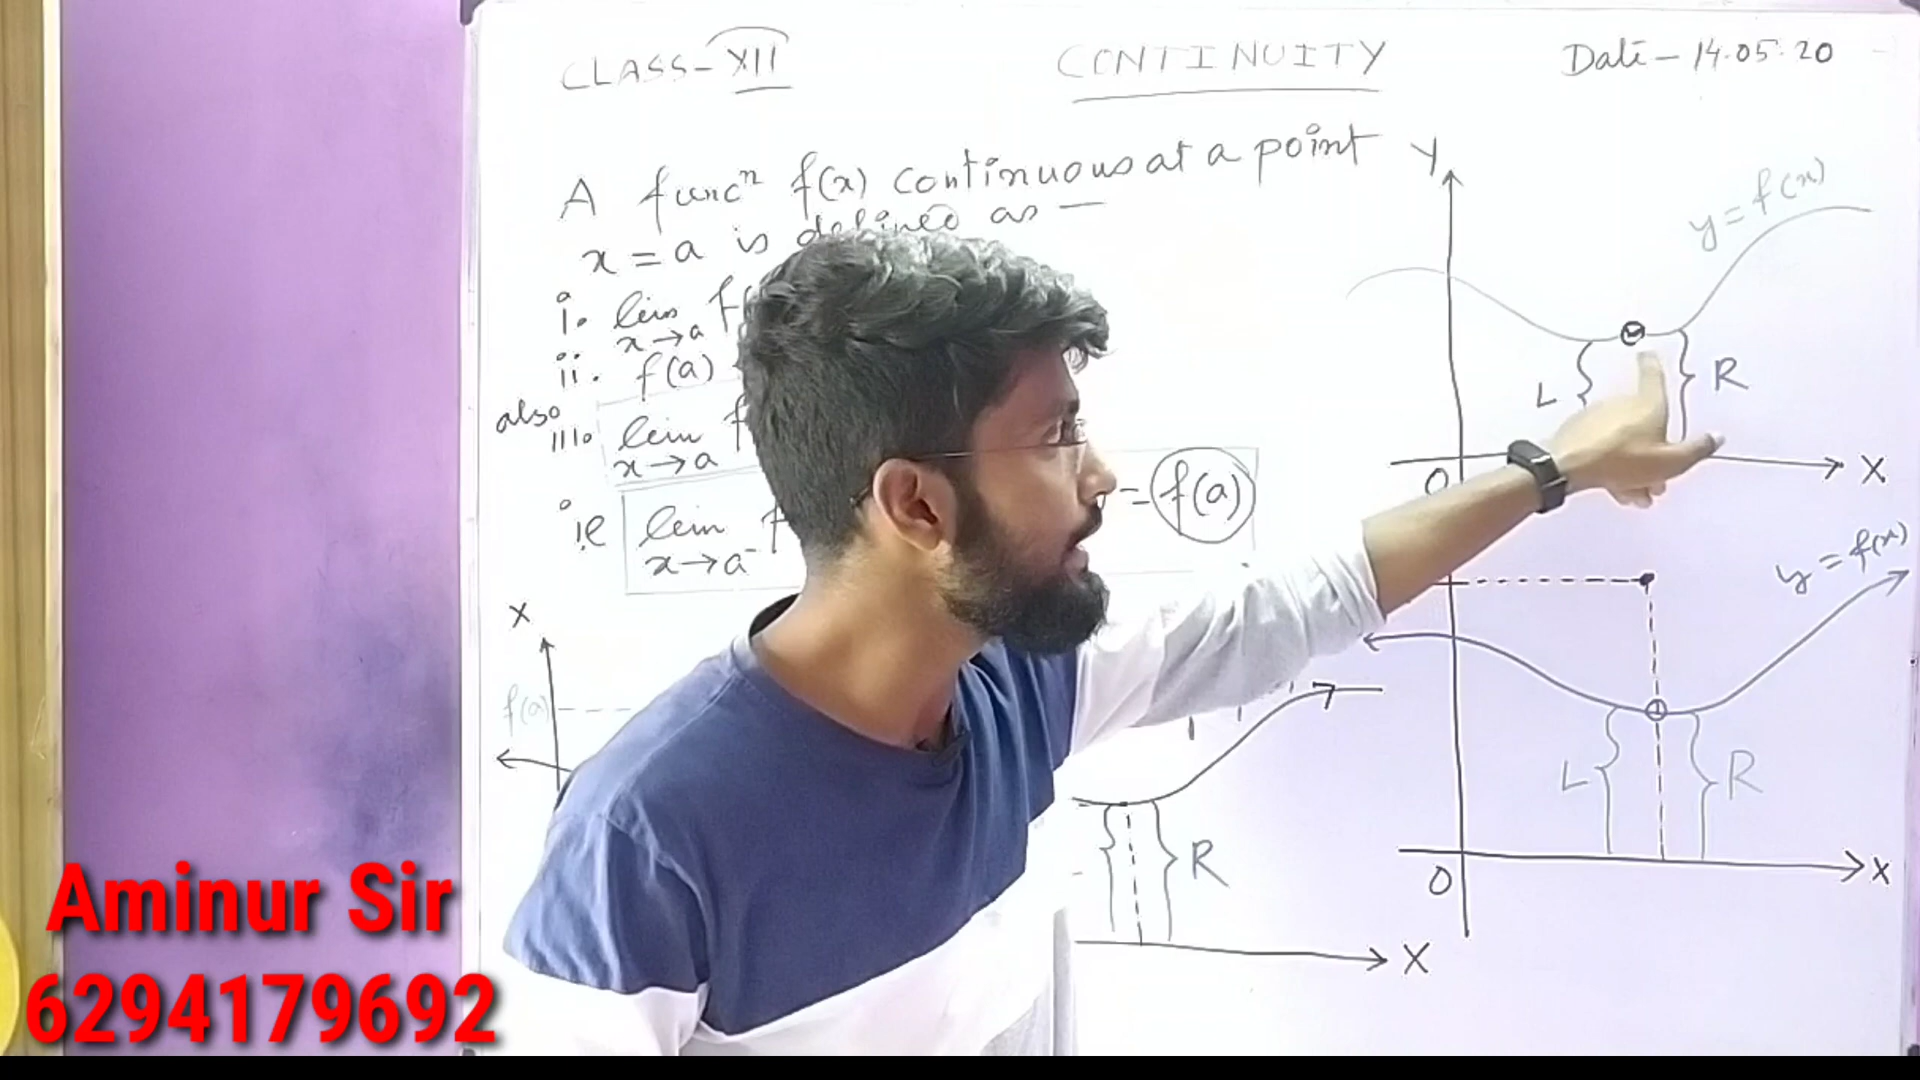 CLASS-XII
CONTINUITY
Date - 14.05.20
A funcⁿ f(x) continuous at a point
x = a is defined as —
i. lim
x→a
ii. f(a)
also
iii. lim f
x→a
ie lim f = f(a)
x→a⁻
X
f(a)
R
X
Y
y = f(x)
L R
O X
y = f(x)
L R
O X
Aminur Sir
6294179692